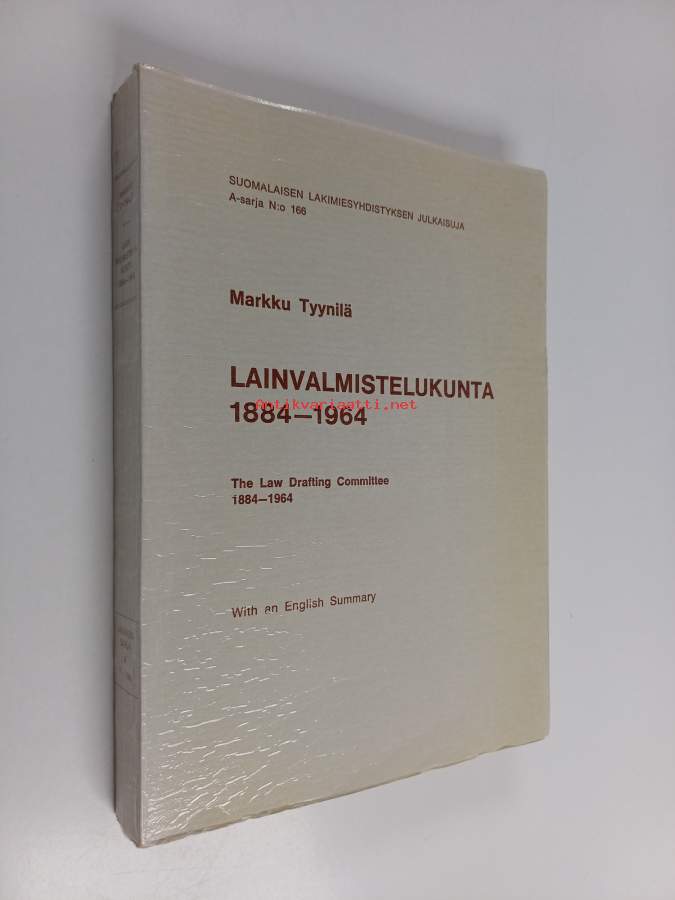 SUOMALAISEN LAKIMIESYHDISTYKSEN JULKAISUJA
A-sarja N:o 166
Markku Tyynilä
LAINVALMISTELUKUNTA
1884—1964
Antikvariaatti.net
The Law Drafting Committee
1884—1964
With an English Summary